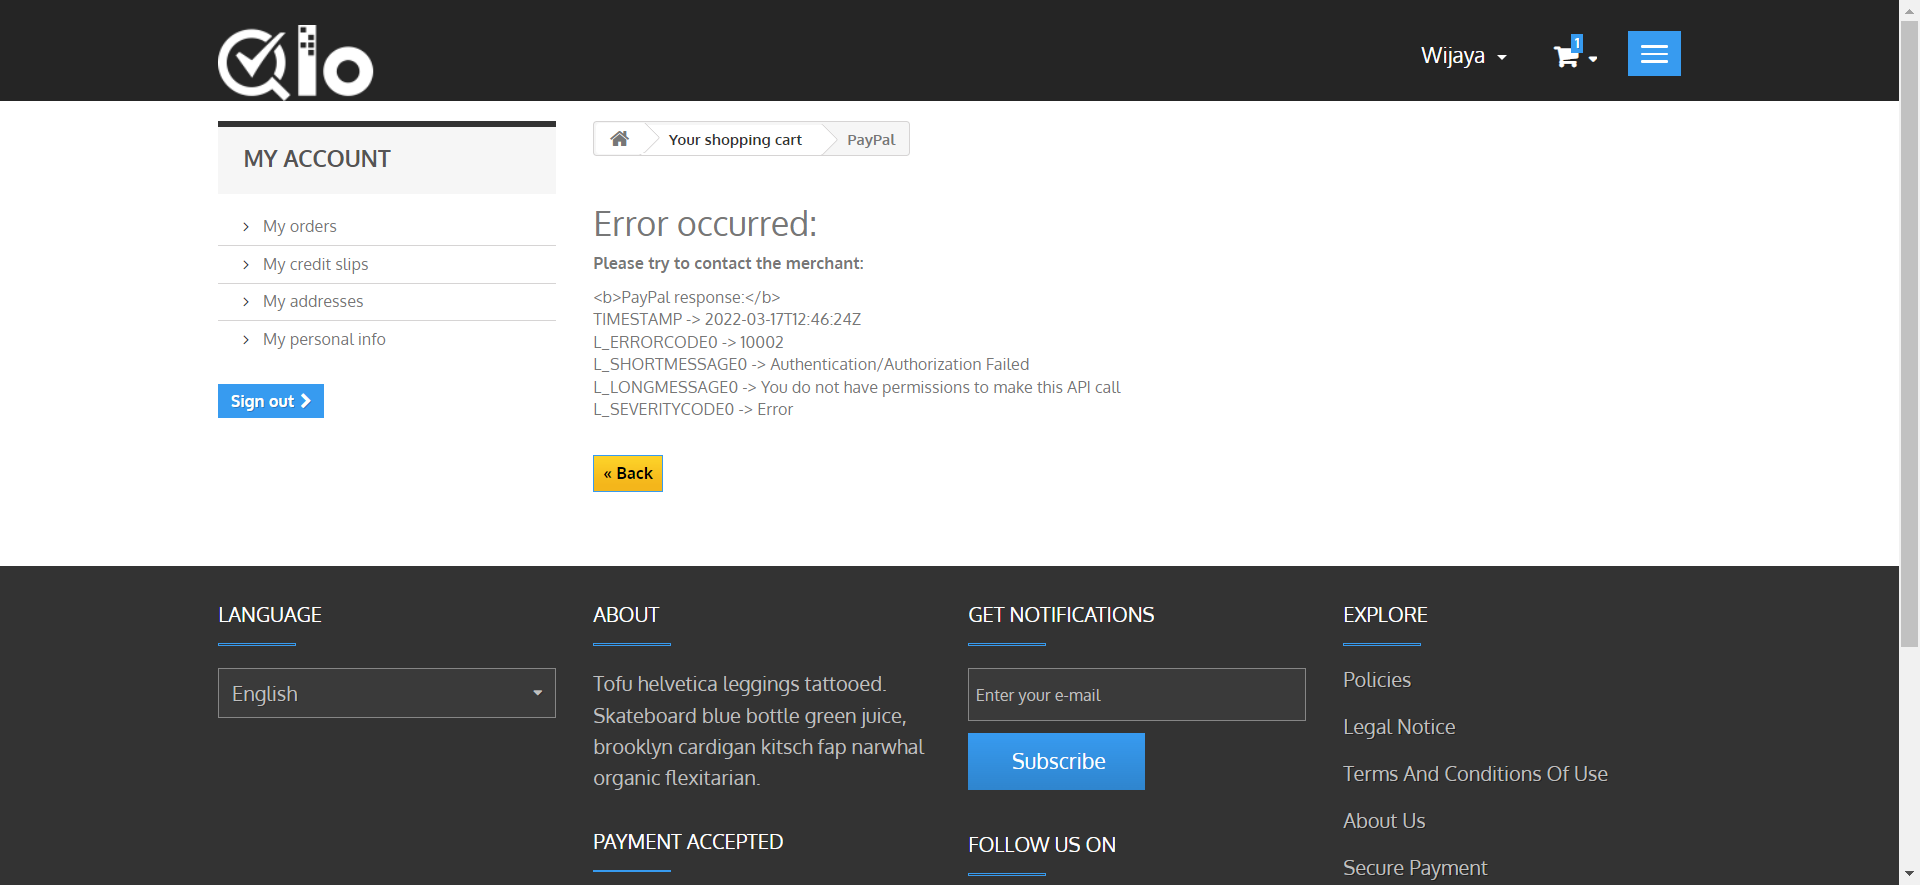 Qlo
Wijaya
1
MY ACCOUNT
My orders
My credit slips
My addresses
My personal info
Sign out
Your shopping cart
PayPal
Error occurred:
Please try to contact the merchant:
<b>PayPal response:</b>
TIMESTAMP -> 2022-03-17T12:46:24Z
L_ERRORCODE0 -> 10002
L_SHORTMESSAGE0 -> Authentication/Authorization Failed
L_LONGMESSAGE0 -> You do not have permissions to make this API call
L_SEVERITYCODE0 -> Error
« Back
LANGUAGE
English
ABOUT
Tofu helvetica leggings tattooed.
Skateboard blue bottle green juice,
brooklyn cardigan kitsch fap narwhal
organic flexitarian.
PAYMENT ACCEPTED
GET NOTIFICATIONS
Enter your e-mail
Subscribe
FOLLOW US ON
EXPLORE
Policies
Legal Notice
Terms And Conditions Of Use
About Us
Secure Payment